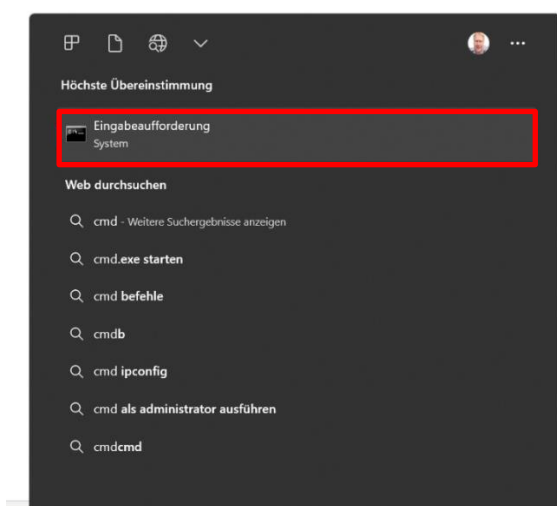 Höchste Übereinstimmung
Eingabeaufforderung
System
Web durchsuchen
cmd - Weitere Suchergebnisse anzeigen
cmd.exe starten
cmd befehle
cmdb
cmd ipconfig
cmd als administrator ausführen
cmdcmd